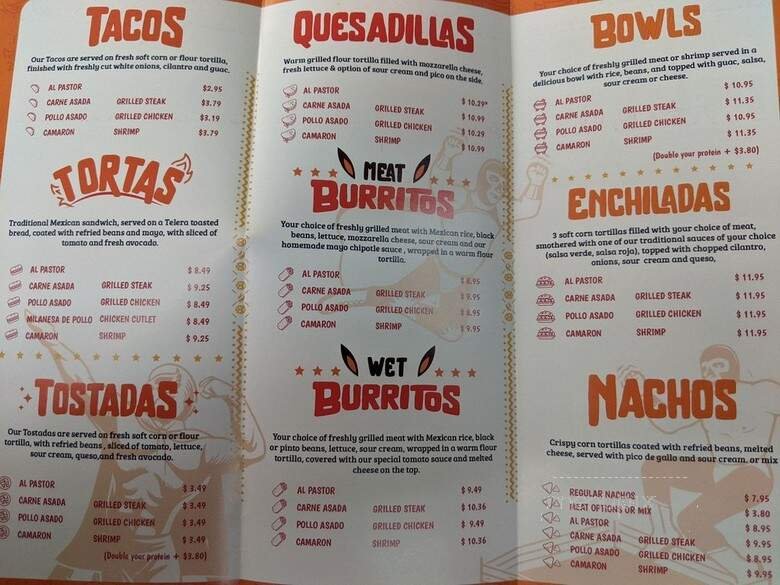 TACOS
Our Tacos are served on fresh soft corn or flour tortilla,
finished with freshly cut white onions, cilantro and guac.
AL PASTOR $2.95
CARNE ASADA GRILLED STEAK $3.79
POLLO ASADO GRILLED CHICKEN $3.19
CAMARON SHRIMP $3.79
TORTAS
Traditional Mexican sandwich, served on a Telera toasted
bread, coated with refried beans and mayo, with sliced of
tomato and fresh avocado.
AL PASTOR $ 8.49
CARNE ASADA GRILLED STEAK $ 9.25
POLLO ASADO GRILLED CHICKEN $ 8.49
MILANESA DE POLLO CHICKEN CUTLET $ 8.49
CAMARON SHRIMP $ 9.25
TOSTADAS
Our Tostadas are served on fresh soft corn or flour
tortilla, with refried beans , sliced of tomato, lettuce,
sour cream, queso,and fresh avocado.
AL PASTOR $ 3.49
CARNE ASADA GRILLED STEAK $ 3.49
POLLO ASADO GRILLED CHICKEN $ 3.49
CAMARON SHRIMP $ 3.49
(Double your protein + $3.80)
QUESADILLAS
Warm grilled flour tortilla filled with mozzarella cheese,
fresh lettuce & option of sour cream and pico on the side.
AL PASTOR $ 10.29
CARNE ASADA GRILLED STEAK $ 10.99
POLLO ASADO GRILLED CHICKEN $ 10.29
CAMARON SHRIMP $ 10.99
MEAT
BURRITOS
Your choice of freshly grilled meat with Mexican rice, black
beans, lettuce, mozzarella cheese, sour cream and our
homemade mayo chipotle sauce , wrapped in a warm flour
tortilla.
AL PASTOR $ 8.95
CARNE ASADA GRILLED STEAK $ 9.95
POLLO ASADO GRILLED CHICKEN $ 8.95
CAMARON SHRIMP $ 9.95
WET
BURRITOS
Your choice of freshly grilled meat with Mexican rice, black
or pinto beans, lettuce, sour cream, wrapped in a warm flour
tortilla, covered with our special tomato sauce and melted
cheese on the top.
AL PASTOR $ 9.49
CARNE ASADA GRILLED STEAK $ 10.36
POLLO ASADO GRILLED CHICKEN $ 9.49
CAMARON SHRIMP $ 10.36
BOWLS
Your choice of freshly grilled meat or shrimp served in a
delicious bowl with rice, beans, and topped with guac, salsa,
sour cream or cheese.
AL PASTOR $ 10.95
CARNE ASADA GRILLED STEAK $ 11.35
POLLO ASADO GRILLED CHICKEN $ 10.95
CAMARON SHRIMP $ 11.35
(Double your protein + $3.80)
ENCHILADAS
3 soft corn tortillas filled with your choice of meat,
smothered with one of our traditional sauces of your choice
(salsa verde, salsa roja), topped with chopped cilantro,
onions, sour cream and queso,
AL PASTOR $ 11.95
CARNE ASADA GRILLED STEAK $ 11.95
POLLO ASADO GRILLED CHICKEN $ 11.95
CAMARON SHRIMP $ 11.95
NACHOS
Crispy corn tortillas coated with refried beans, melted
cheese, served with pico de gallo and sour cream, or mix
REGULAR NACHOS $ 7.95
MEAT OPTIONS OR MIX $ 3.80
AL PASTOR $ 8.95
CARNE ASADA GRILLED STEAK $ 9.95
POLLO ASADO GRILLED CHICKEN $ 8.95
CAMARON SHRIMP $ 9.95